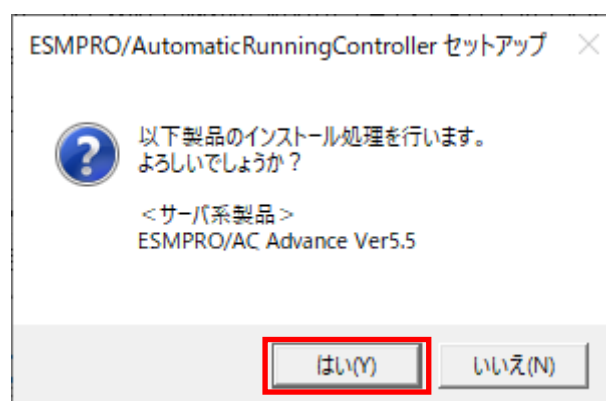 ESMPRO/AutomaticRunningController セットアップ
以下製品のインストール処理を行います。
よろしいでしょうか？
＜サーバ系製品＞
ESMPRO/AC Advance Ver5.5
はい(Y)
いいえ(N)